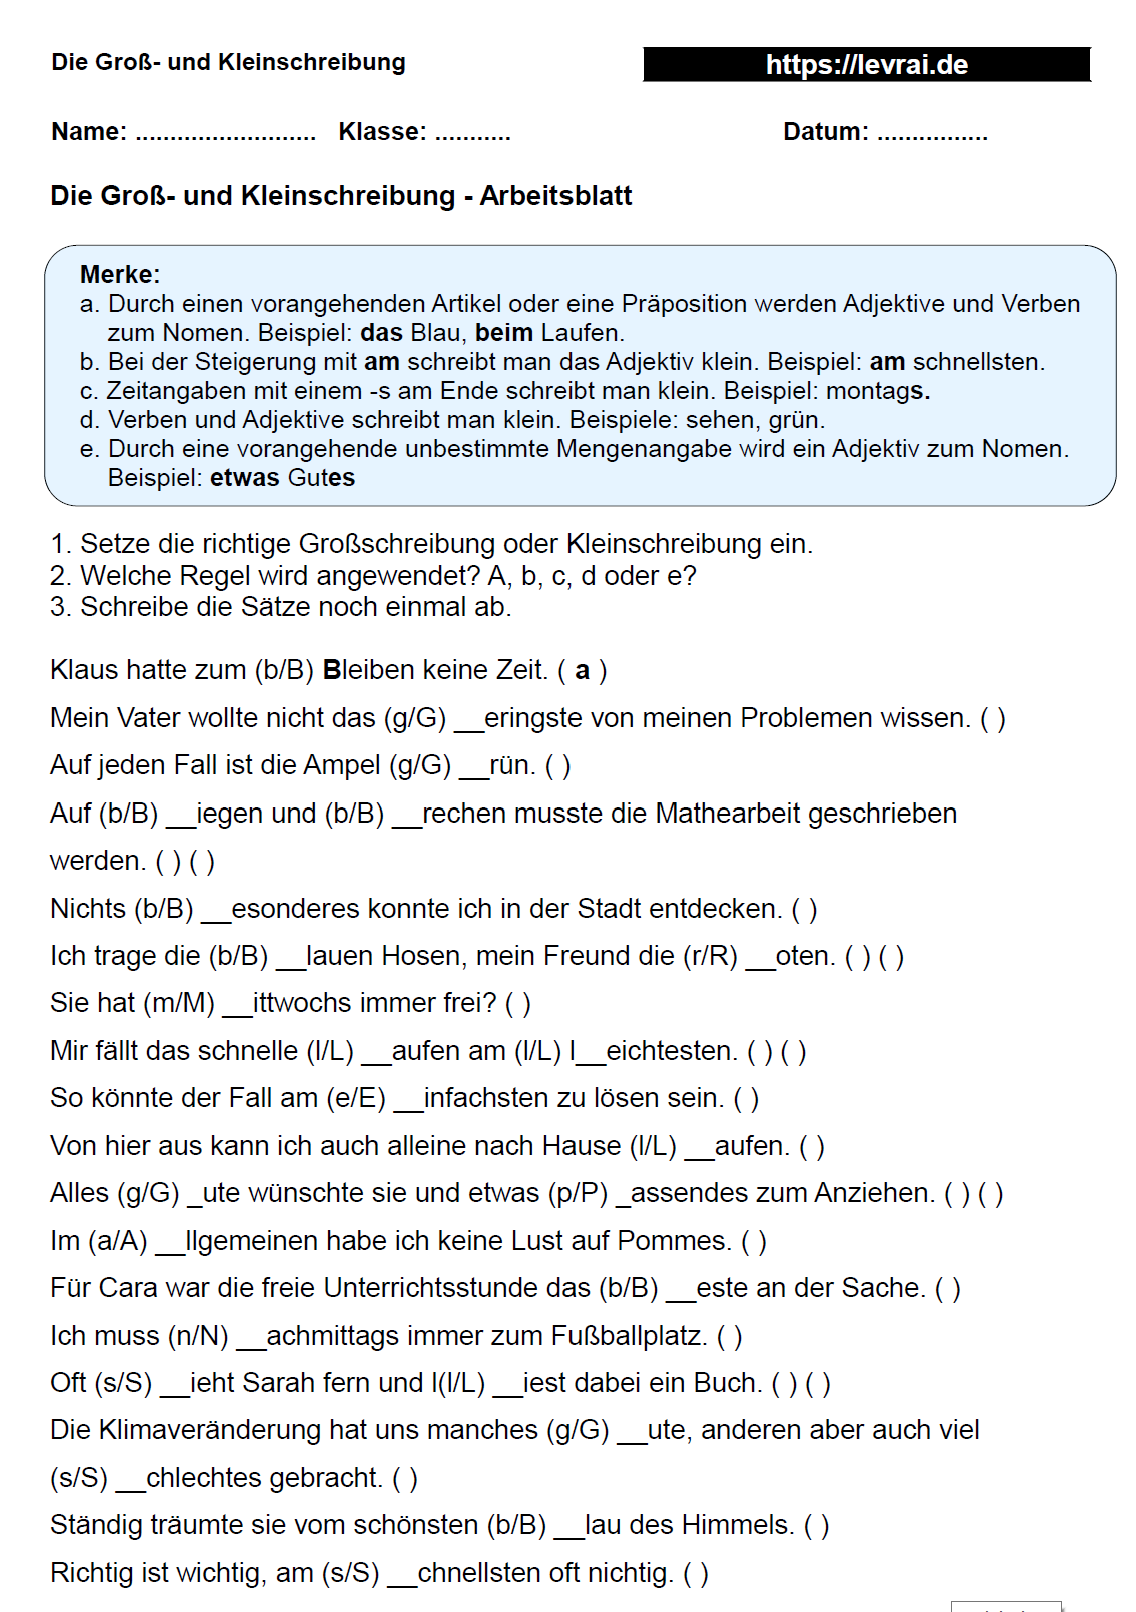 Die Groß- und Kleinschreibung
https://levrai.de
Name: .......................... Klasse: ...........
Datum: ................
Die Groß- und Kleinschreibung - Arbeitsblatt
Merke:
a. Durch einen vorangehenden Artikel oder eine Präposition werden Adjektive und Verben
zum Nomen. Beispiel: das Blau, beim Laufen.
b. Bei der Steigerung mit am schreibt man das Adjektiv klein. Beispiel: am schnellsten.
c. Zeitangaben mit einem -s am Ende schreibt man klein. Beispiel: montags.
d. Verben und Adjektive schreibt man klein. Beispiele: sehen, grün.
e. Durch eine vorangehende unbestimmte Mengenangabe wird ein Adjektiv zum Nomen.
Beispiel: etwas Gutes
1. Setze die richtige Großschreibung oder Kleinschreibung ein.
2. Welche Regel wird angewendet? A, b, c, d oder e?
3. Schreibe die Sätze noch einmal ab.
Klaus hatte zum (b/B) Bleiben keine Zeit. ( a )
Mein Vater wollte nicht das (g/G) __eringste von meinen Problemen wissen. ( )
Auf jeden Fall ist die Ampel (g/G) __rün. ( )
Auf (b/B) __iegen und (b/B) __rechen musste die Mathearbeit geschrieben
werden. ( ) ( )
Nichts (b/B) __esonderes konnte ich in der Stadt entdecken. ( )
Ich trage die (b/B) __lauen Hosen, mein Freund die (r/R) __oten. ( ) ( )
Sie hat (m/M) __ittwochs immer frei? ( )
Mir fällt das schnelle (l/L) __aufen am (l/L) l__eichtesten. ( ) ( )
So könnte der Fall am (e/E) __infachsten zu lösen sein. ( )
Von hier aus kann ich auch alleine nach Hause (l/L) __aufen. ( )
Alles (g/G) _ute wünschte sie und etwas (p/P) _assendes zum Anziehen. ( ) ( )
Im (a/A) __llgemeinen habe ich keine Lust auf Pommes. ( )
Für Cara war die freie Unterrichtsstunde das (b/B) __este an der Sache. ( )
Ich muss (n/N) __achmittags immer zum Fußballplatz. ( )
Oft (s/S) __ieht Sarah fern und l(l/L) __iest dabei ein Buch. ( ) ( )
Die Klimaveränderung hat uns manches (g/G) __ute, anderen aber auch viel
(s/S) __chlechtes gebracht. ( )
Ständig träumte sie vom schönsten (b/B) __lau des Himmels. ( )
Richtig ist wichtig, am (s/S) __chnellsten oft nichtig. ( )